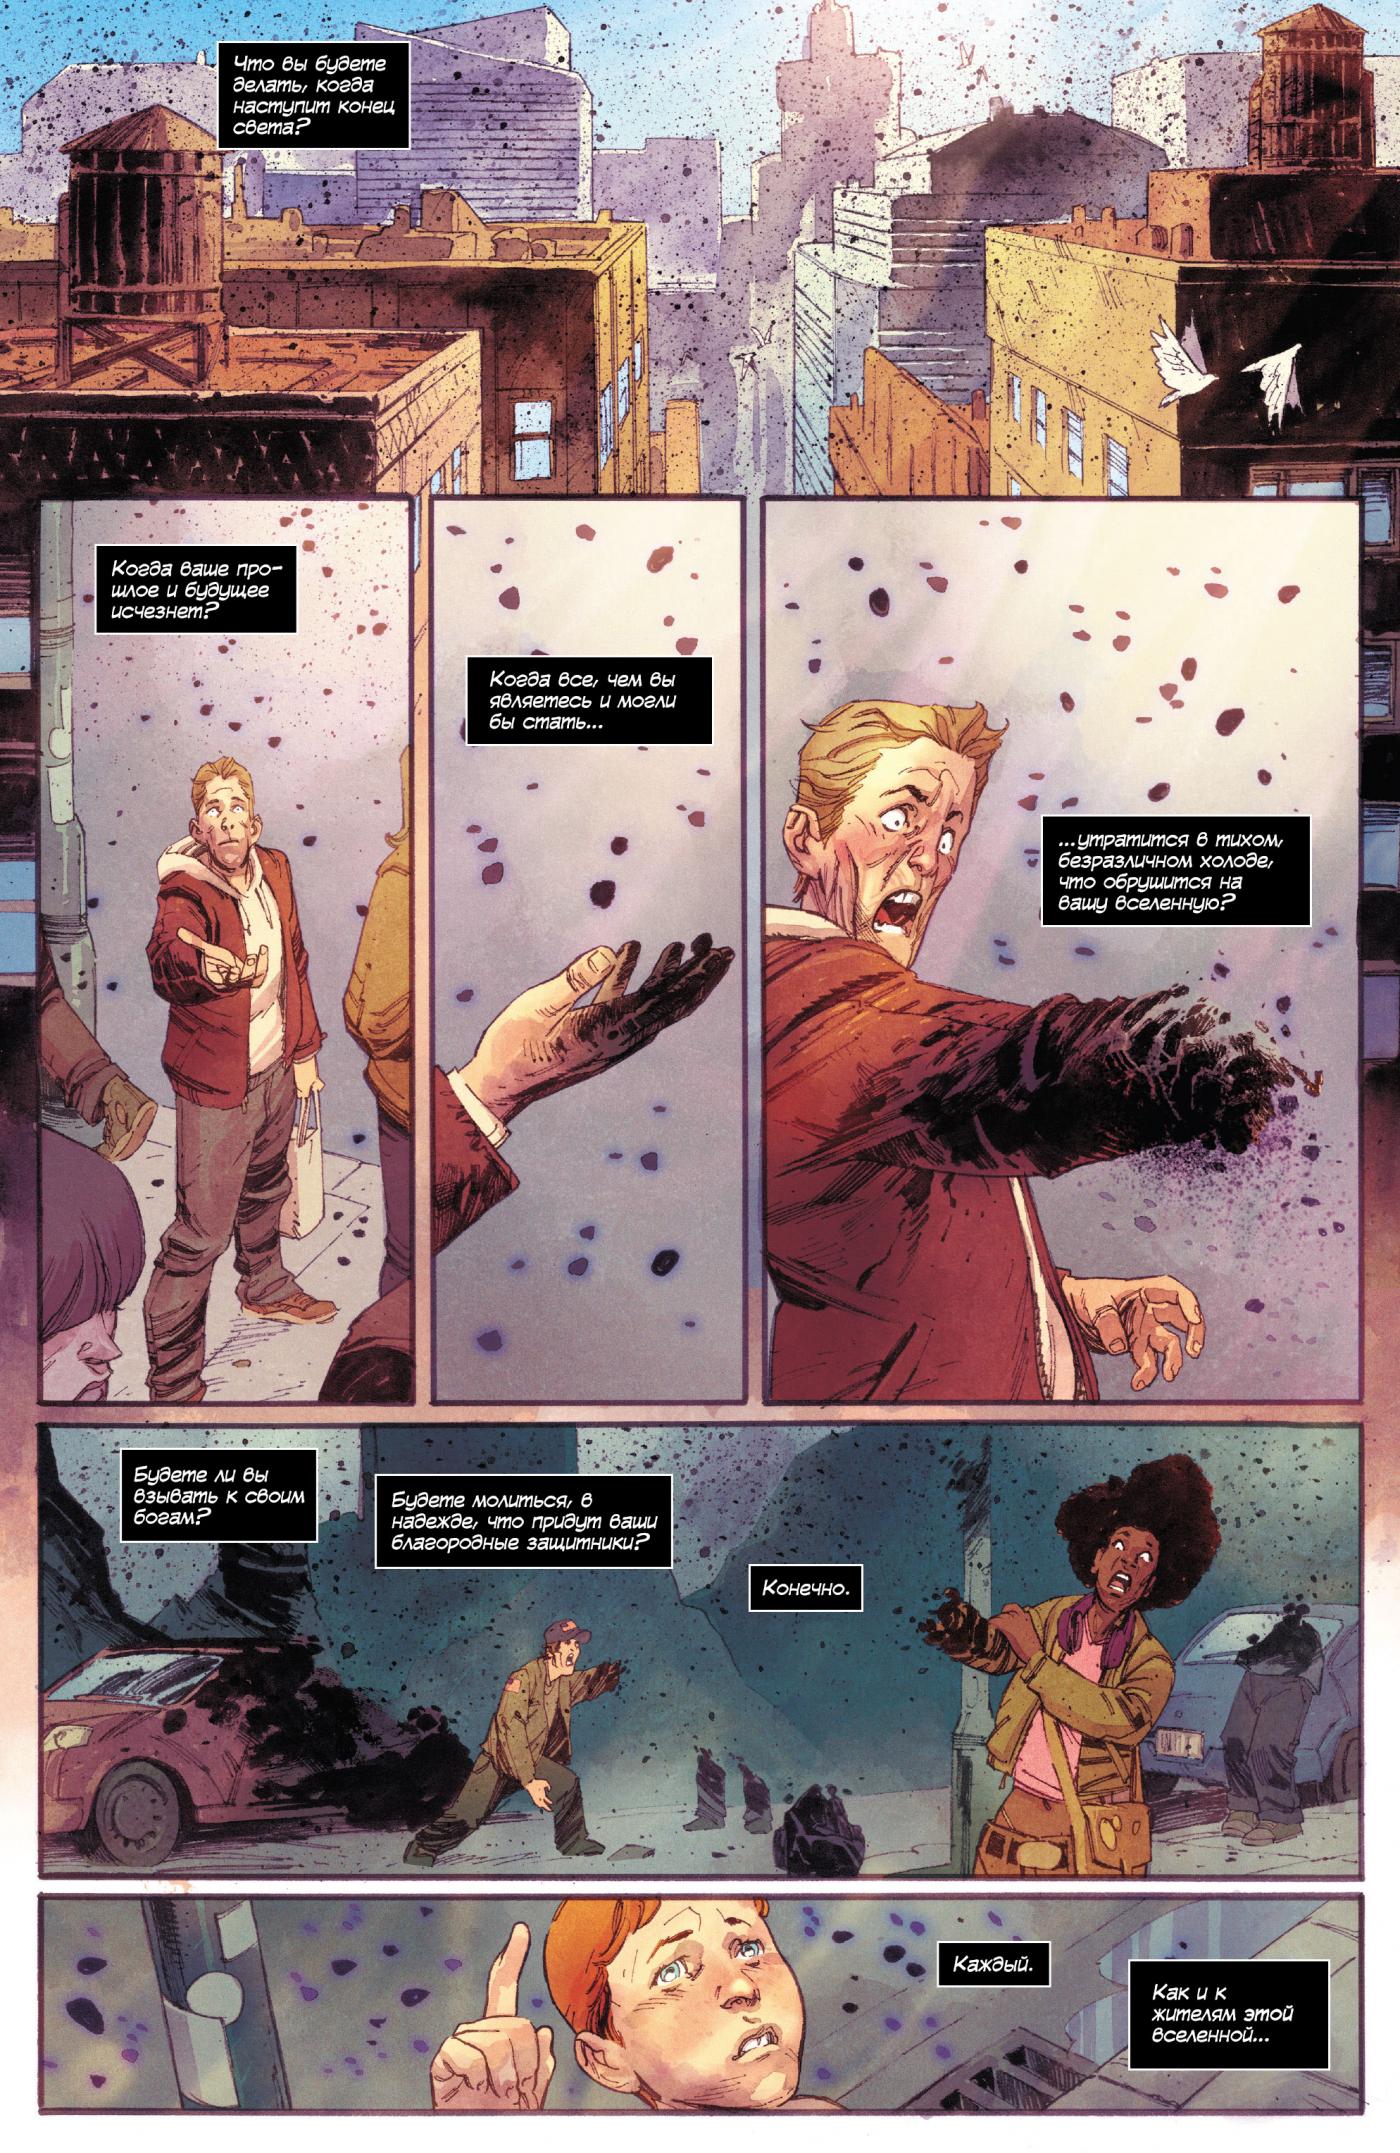 Что вы будете
делать, когда
наступит конец
света?
Когда ваше про-
шлое и будущее
исчезнет?
Когда все, чем вы
являетесь и могли
бы стать...
...утратится в тихом,
безразличном холоде,
что обрушится на
вашу вселенную?
Будете ли вы
взывать к своим
богам?
Будете молиться, в
надежде, что придут ваши
благородные защитники?
Конечно.
Каждый.
Как и к
жителям этой
вселенной...